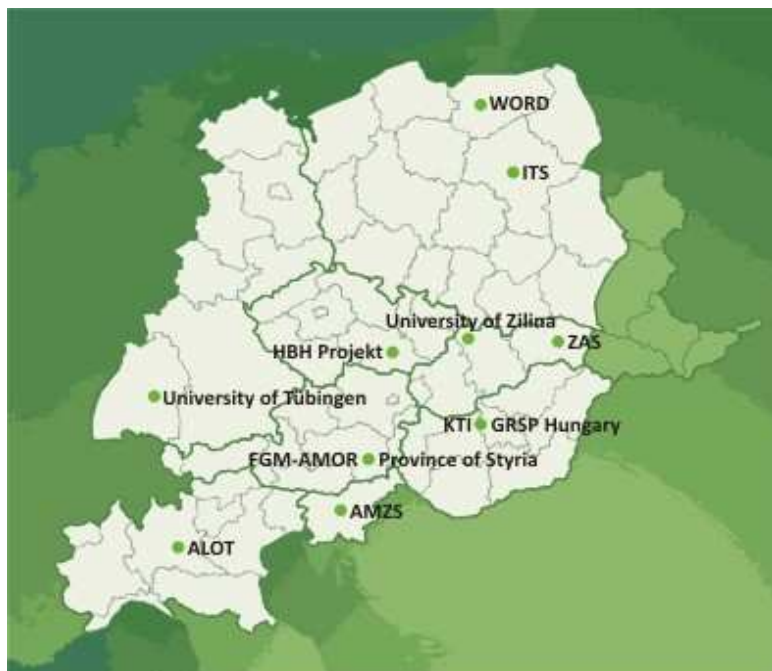 WORD
ITS
University of Zilina
HBH Projekt
ZAS
University of Tübingen
KTI GRSP Hungary
FGM-AMOR Province of Styria
AMZS
ALOT